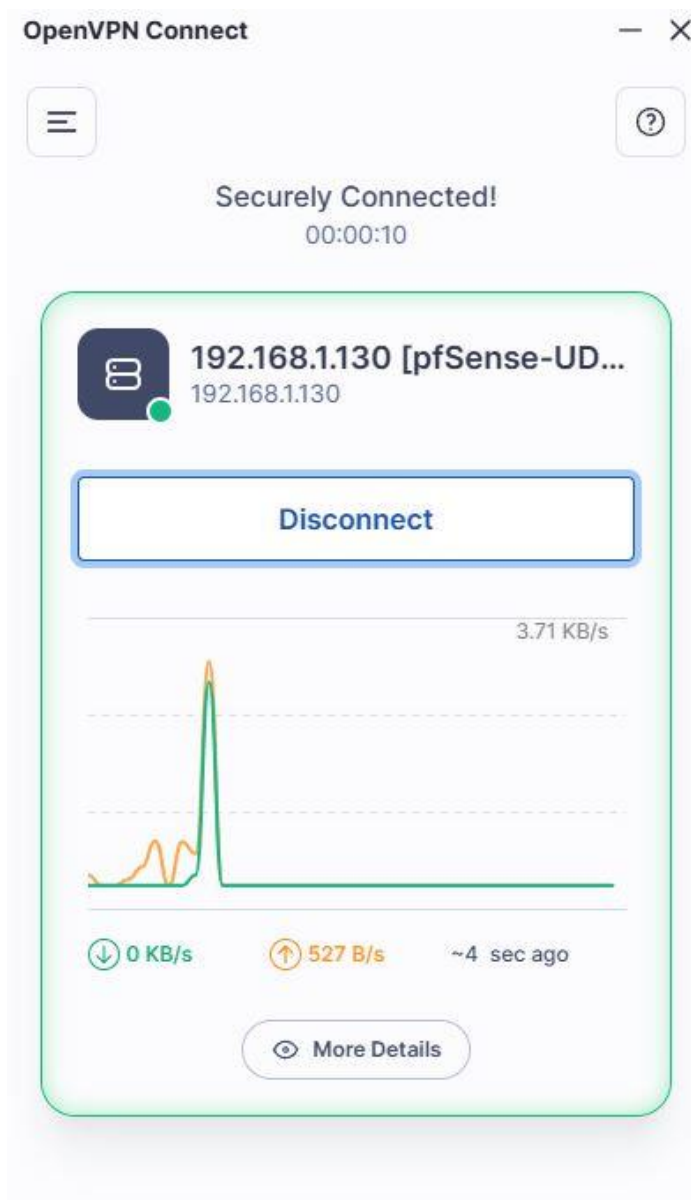 OpenVPN Connect
Securely Connected!
00:00:10
192.168.1.130 [pfSense-UD...
192.168.1.130
Disconnect
3.71 KB/s
0 KB/s
527 B/s
~4 sec ago
More Details